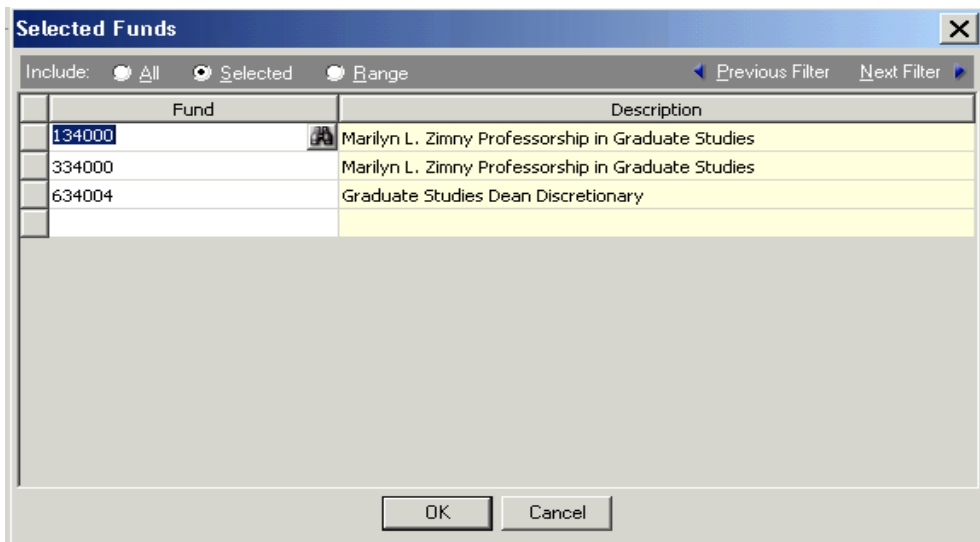 Selected Funds
Include: All Selected Range Previous Filter Next Filter
Fund Description
134000 Marilyn L. Zimny Professorship in Graduate Studies
334000 Marilyn L. Zimny Professorship in Graduate Studies
634004 Graduate Studies Dean Discretionary
OK Cancel